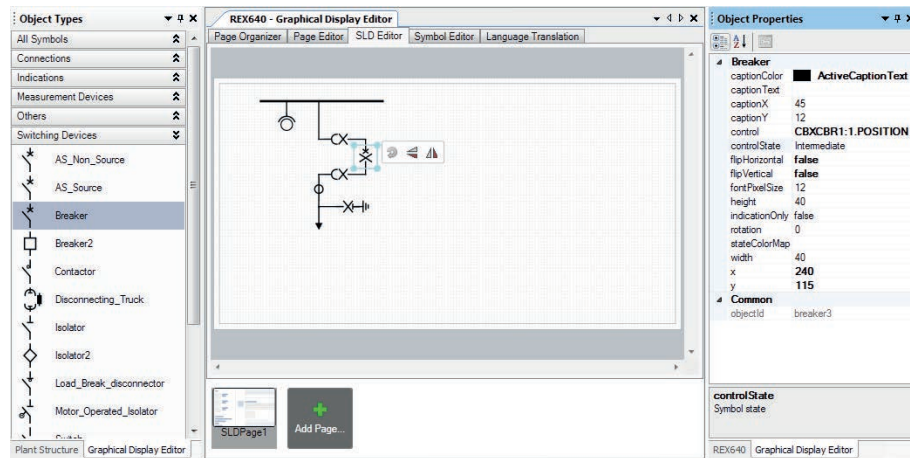 Object Types
All Symbols
Connections
Indications
Measurement Devices
Others
Switching Devices
AS_Non_Source
AS_Source
Breaker
Breaker2
Contactor
Disconnecting_Truck
Isolator
Isolator2
Load_Break_disconnector
Motor_Operated_Isolator
Switch
Plant Structure Graphical Display Editor
REX640 - Graphical Display Editor
Page Organizer Page Editor SLD Editor Symbol Editor Language Translation
SLDPage1
Add Page...
Object Properties
Breaker
captionColor ActiveCaptionText
captionText
captionX 45
captionY 12
control CBXCBR1:1.POSITION
controlState Intermediate
flipHorizontal false
flipVertical false
fontPixelSize 12
height 40
indicationOnly false
rotation 0
stateColorMap
width 40
x 240
y 115
Common
objectId breaker3
controlState
Symbol state
REX640 Graphical Display Editor